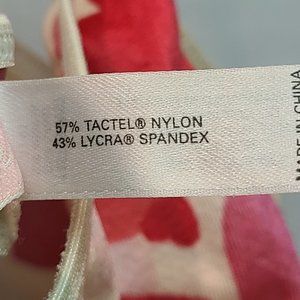 57% TACTEL® NYLON
43% LYCRA® SPANDEX
MADE IN CHINA